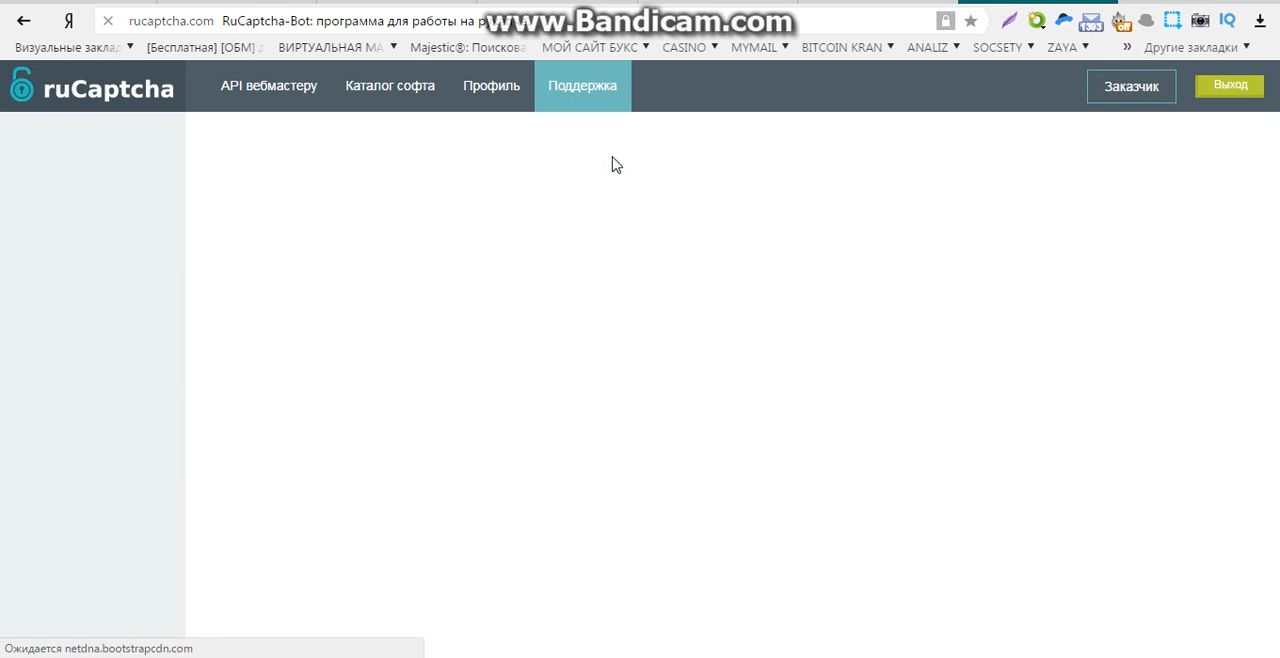 www.Bandicam.com
Я rucaptcha.com RuCaptcha-Bot: программа для работы на
1393 Off IQ
Визуальные заклад [Бесплатная] [ОБМ] ВИРТУАЛЬНАЯ МА Majestic®: Поискова МОЙ САЙТ БУКС CASINO MYMAIL BITCOIN KRAN ANALIZ SOCSETY ZAYA » Другие закладки
ruCaptcha API вебмастеру Каталог софта Профиль Поддержка Заказчик Выход
Ожидается netdna.bootstrapcdn.com